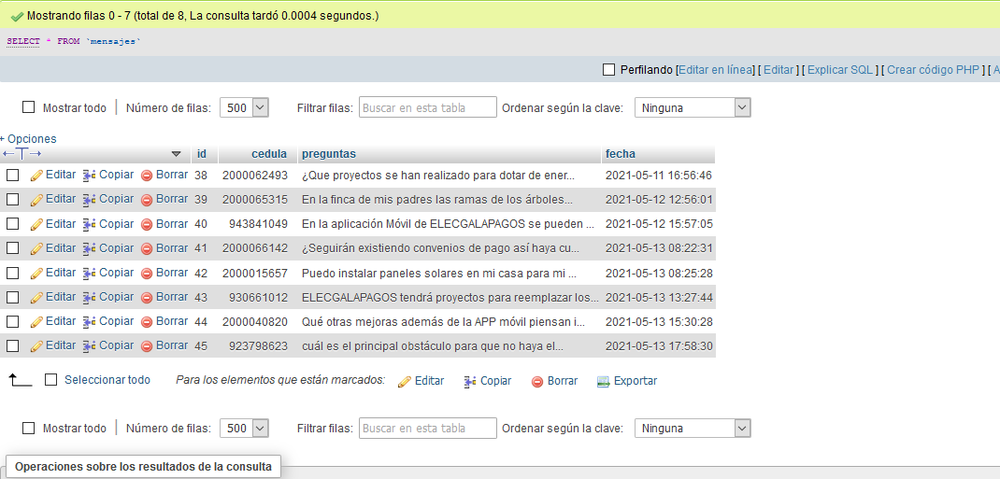 Mostrando filas 0 - 7 (total de 8, La consulta tardó 0.0004 segundos.)
SELECT * FROM `mensajes`
Perfilando [Editar en línea] [ Editar ] [ Explicar SQL ] [ Crear código PHP ] [ A
Mostrar todo | Número de filas: 500 Filtrar filas: Buscar en esta tabla Ordenar según la clave: Ninguna
+ Opciones
←T→ id cedula preguntas fecha
Editar Copiar Borrar 38 2000062493 ¿Que proyectos se han realizado para dotar de ener... 2021-05-11 16:56:46
Editar Copiar Borrar 39 2000065315 En la finca de mis padres las ramas de los árboles... 2021-05-12 12:56:01
Editar Copiar Borrar 40 943841049 En la aplicación Móvil de ELECGALAPAGOS se pueden ... 2021-05-12 15:57:05
Editar Copiar Borrar 41 2000066142 ¿Seguirán existiendo convenios de pago así haya cu... 2021-05-13 08:22:31
Editar Copiar Borrar 42 2000015657 Puedo instalar paneles solares en mi casa para mi ... 2021-05-13 08:25:28
Editar Copiar Borrar 43 930661012 ELECGALAPAGOS tendrá proyectos para reemplazar los... 2021-05-13 13:27:44
Editar Copiar Borrar 44 2000040820 Qué otras mejoras además de la APP móvil piensan i... 2021-05-13 15:30:28
Editar Copiar Borrar 45 923798623 cuál es el principal obstáculo para que no haya el... 2021-05-13 17:58:30
Seleccionar todo Para los elementos que están marcados: Editar Copiar Borrar Exportar
Mostrar todo | Número de filas: 500 Filtrar filas: Buscar en esta tabla Ordenar según la clave: Ninguna
Operaciones sobre los resultados de la consulta